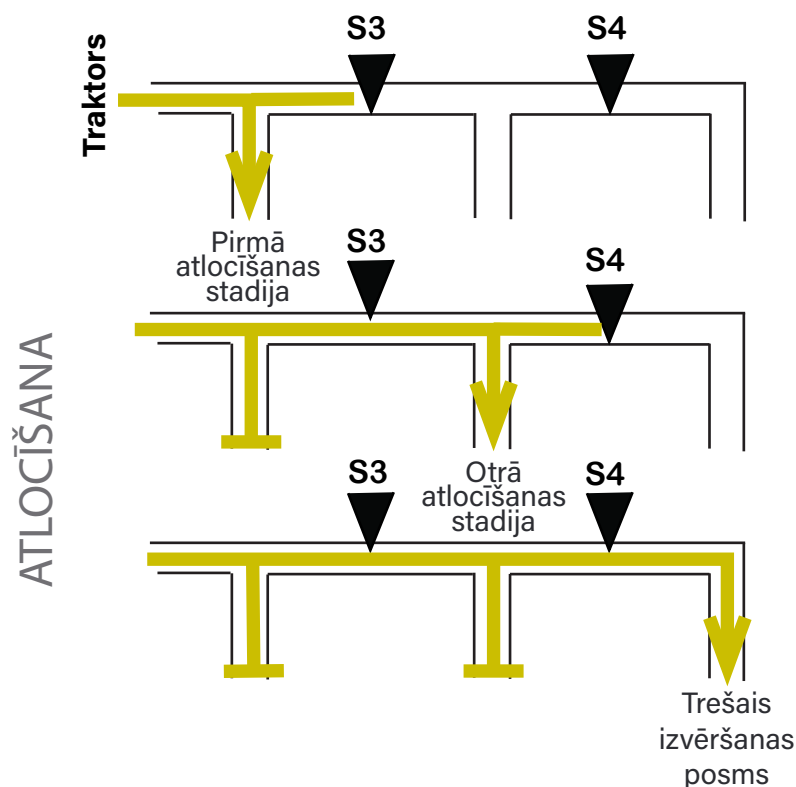 S3
S4
Traktors
Pirmā
atlocīšanas
stadija
S3
S4
ATLOCĪŠANA
S3
Otrā
atlocīšanas
stadija
S4
Trešais
izvēršanas
posms